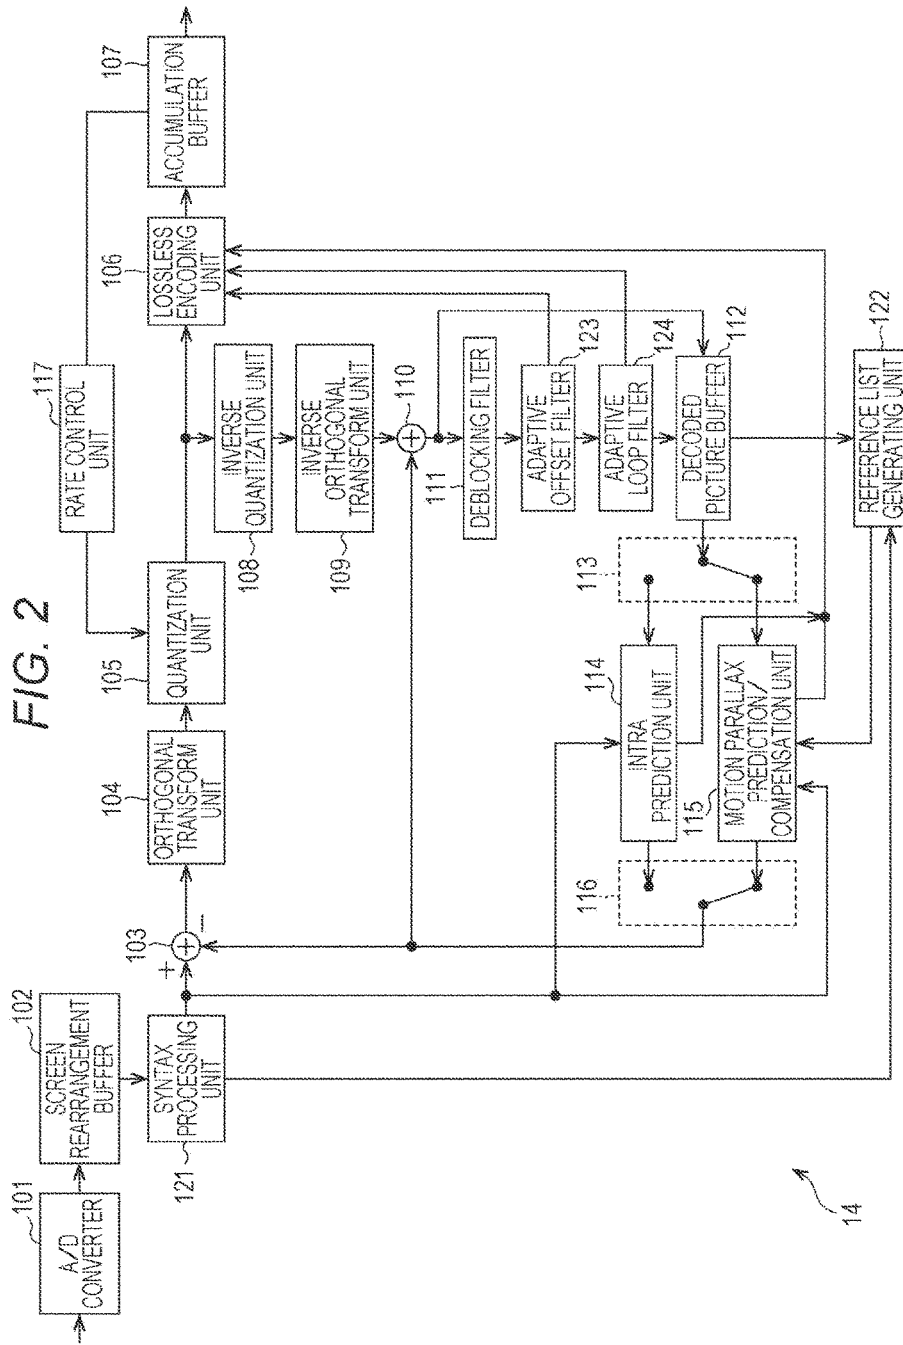 FIG. 2
101
A/D
CONVERTER
102
SCREEN
REARRANGEMENT
BUFFER
121
SYNTAX
PROCESSING
UNIT
103
+
−
104
ORTHOGONAL
TRANSFORM
UNIT
105
QUANTIZATION
UNIT
117
RATE CONTROL
UNIT
106
LOSSLESS
ENCODING
UNIT
107
ACCUMULATION
BUFFER
108
INVERSE
QUANTIZATION UNIT
109
INVERSE
ORTHOGONAL
TRANSFORM UNIT
110
111
DEBLOCKING FILTER
123
ADAPTIVE
OFFSET FILTER
124
ADAPTIVE
LOOP FILTER
112
DECODED
PICTURE BUFFER
113
114
INTRA
PREDICTION UNIT
115
MOTION PARALLAX
PREDICTION/
COMPENSATION UNIT
116
122
REFERENCE LIST
GENERATING UNIT
14